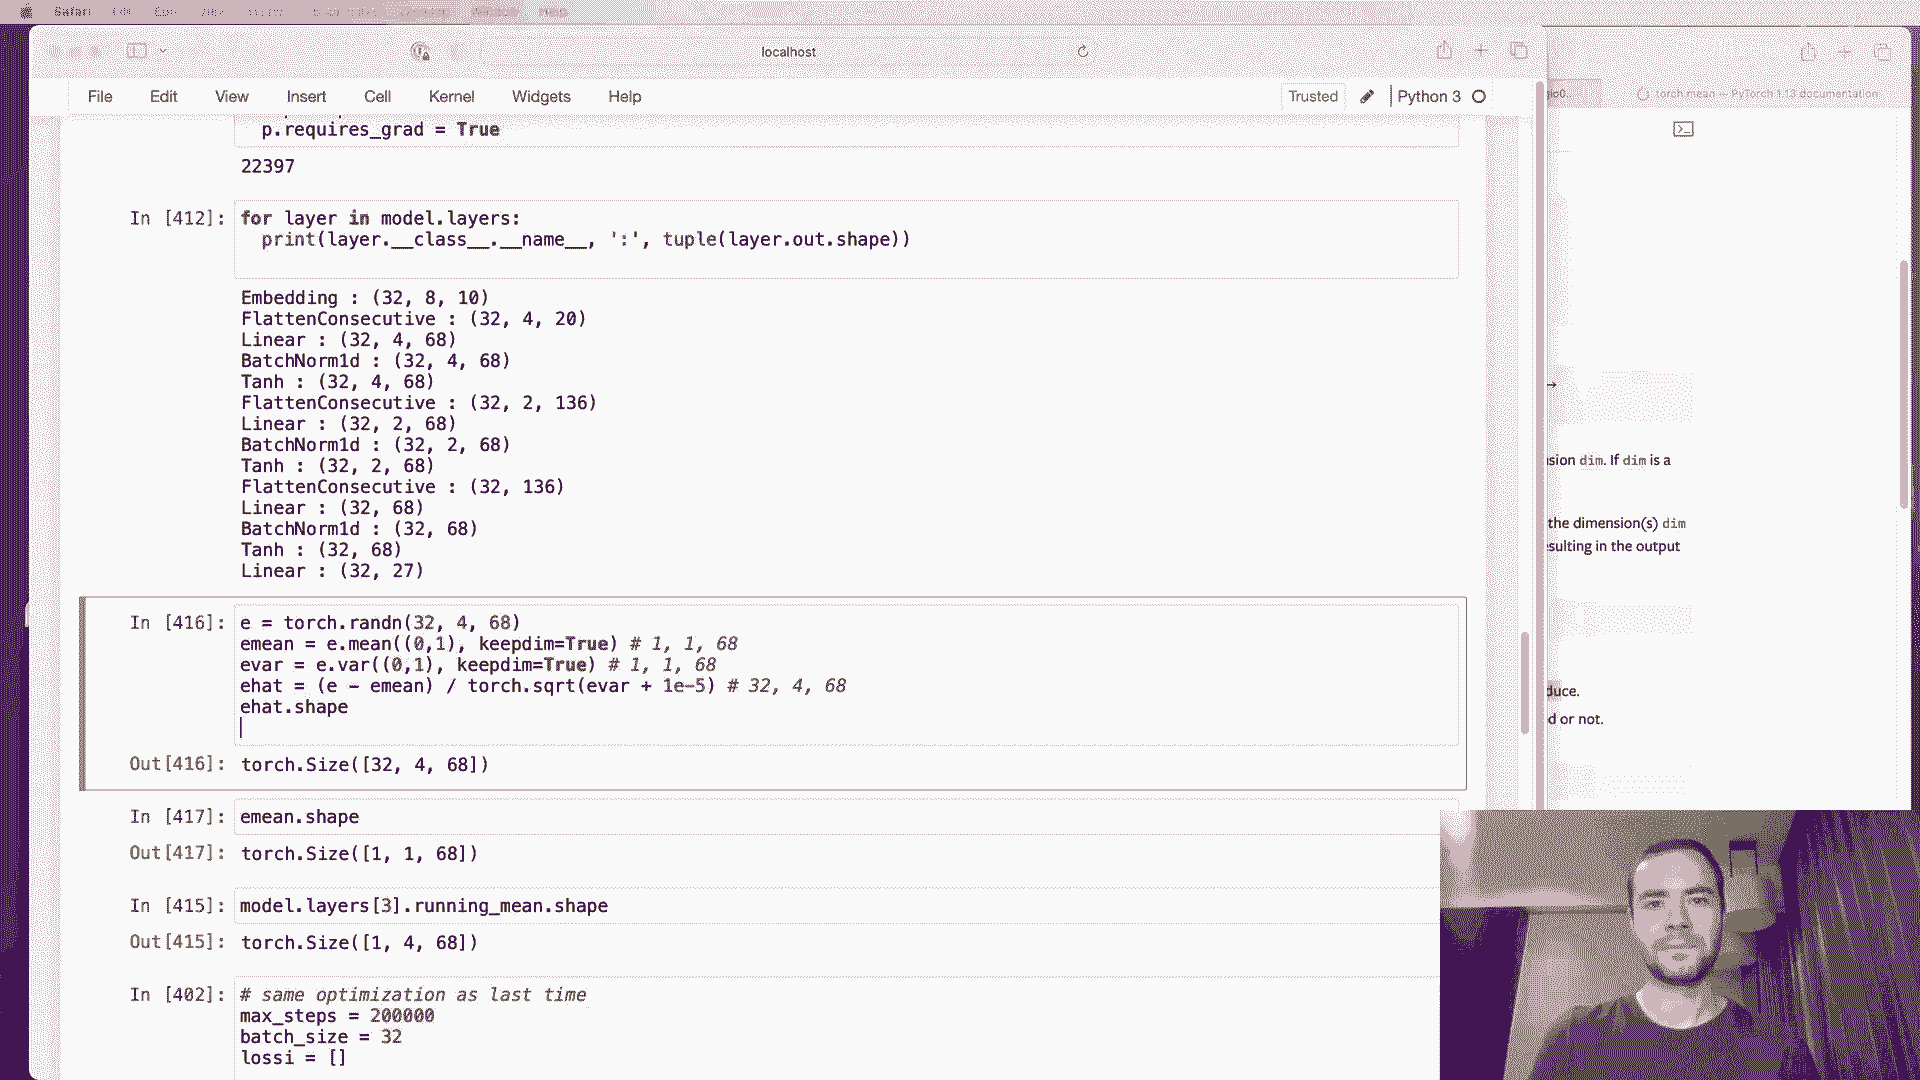 Safari
localhost
File Edit View Insert Cell Kernel Widgets Help Trusted Python 3
torch.mean — PyTorch 1.13 documentation
p.requires_grad = True
22397
In [412]: for layer in model.layers:
print(layer.__class__.__name__, ':', tuple(layer.out.shape))
Embedding : (32, 8, 10)
FlattenConsecutive : (32, 4, 20)
Linear : (32, 4, 68)
BatchNorm1d : (32, 4, 68)
Tanh : (32, 4, 68)
FlattenConsecutive : (32, 2, 136)
Linear : (32, 2, 68)
BatchNorm1d : (32, 2, 68)
Tanh : (32, 2, 68)
FlattenConsecutive : (32, 136)
Linear : (32, 68)
BatchNorm1d : (32, 68)
Tanh : (32, 68)
Linear : (32, 27)
In [416]: e = torch.randn(32, 4, 68)
emean = e.mean((0,1), keepdim=True) # 1, 1, 68
evar = e.var((0,1), keepdim=True) # 1, 1, 68
ehat = (e - emean) / torch.sqrt(evar + 1e-5) # 32, 4, 68
ehat.shape
Out[416]: torch.Size([32, 4, 68])
In [417]: emean.shape
Out[417]: torch.Size([1, 1, 68])
In [415]: model.layers[3].running_mean.shape
Out[415]: torch.Size([1, 4, 68])
In [402]: # same optimization as last time
max_steps = 200000
batch_size = 32
lossi = []
sion dim. If dim is a
the dimension(s) dim
sulting in the output
duce.
d or not.